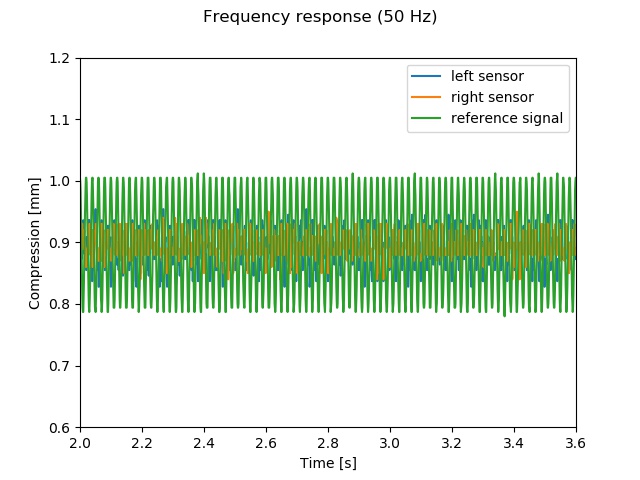 Frequency response (50 Hz)
1.2
1.1
1.0
0.9
0.8
0.7
0.6
Compression [mm]
left sensor
right sensor
reference signal
2.0 2.2 2.4 2.6 2.8 3.0 3.2 3.4 3.6
Time [s]